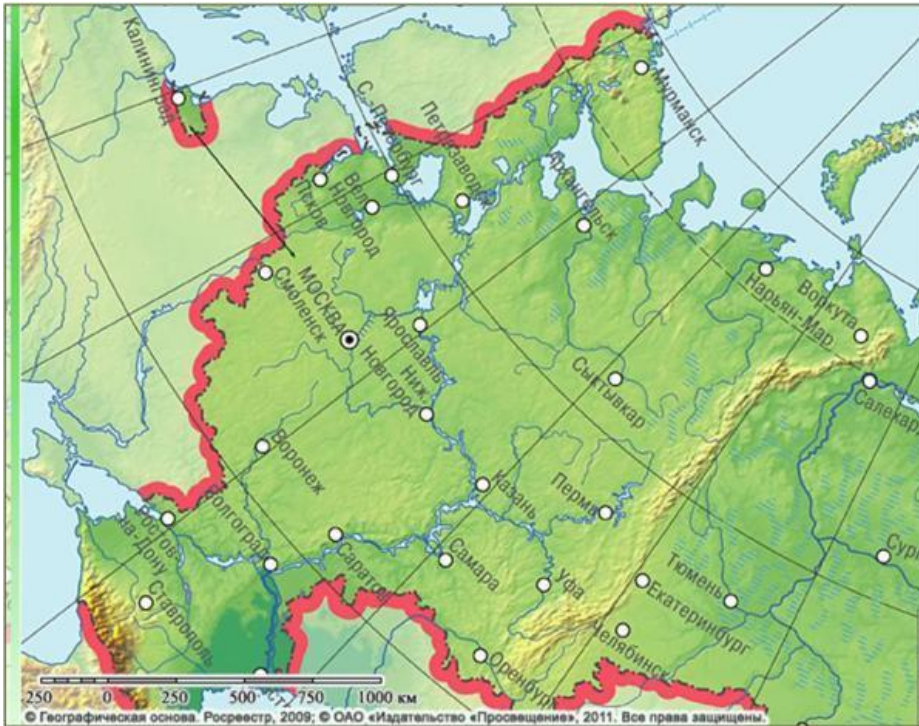 Калининград
Мурманск
С.-Петербург
Петрозаводск
Архангельск
Псков
Вел.
Новгород
Нарьян-Мар
Воркута
Смоленск
МОСКВА
Ярославль
Ниж.
Новгород
Сыктывкар
Салехар
Воронеж
Казань
Пермь
Ростов-
на-Дону
Волгоград
Саратов
Самара
Уфа
Тюмень
Сур
Ставрополь
Екатеринбург
Челябинск
Оренбург
250 0 250 500 1000 км
© Географическая основа. Росреестр, 2009; © ОАО «Издательство «Просвещение», 2011. Все права защищены.